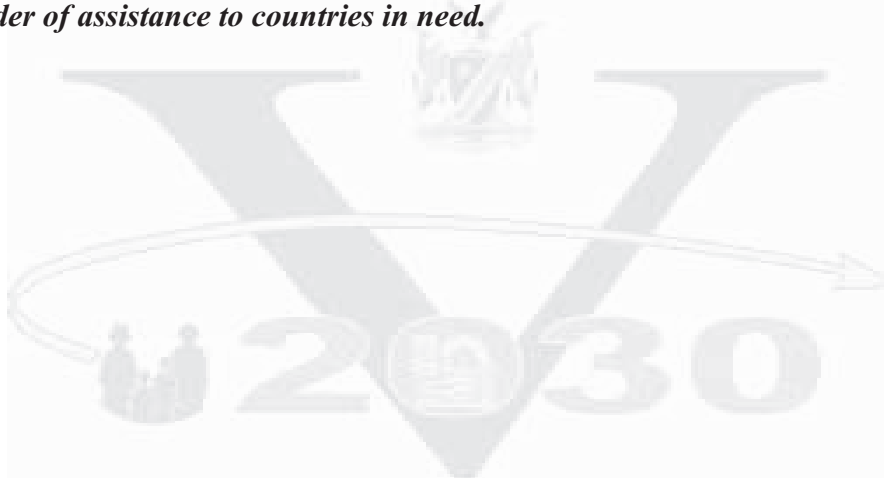 der of assistance to countries in need.
V
2030